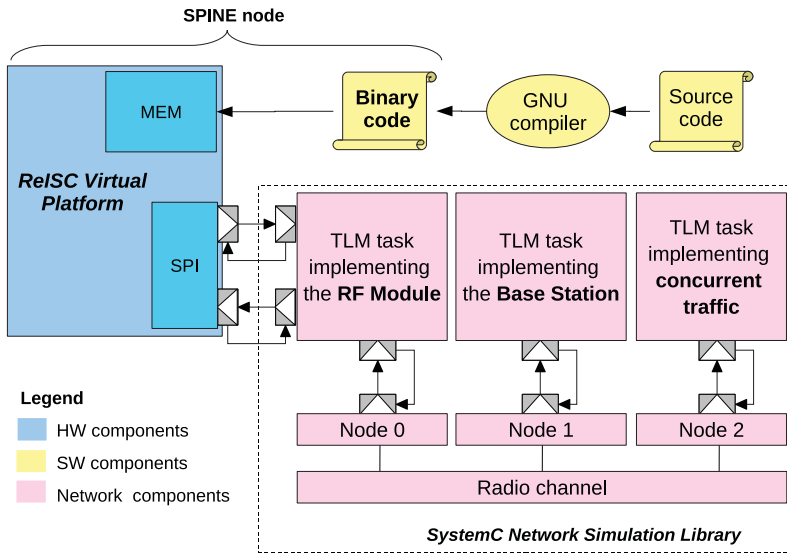 SPINE node
MEM
Binary
code
GNU
compiler
Source
code
ReISC Virtual
Platform
SPI
TLM task
implementing
the RF Module
TLM task
implementing
the Base Station
TLM task
implementing
concurrent
traffic
Node 0
Node 1
Node 2
Radio channel
SystemC Network Simulation Library
Legend
HW components
SW components
Network components